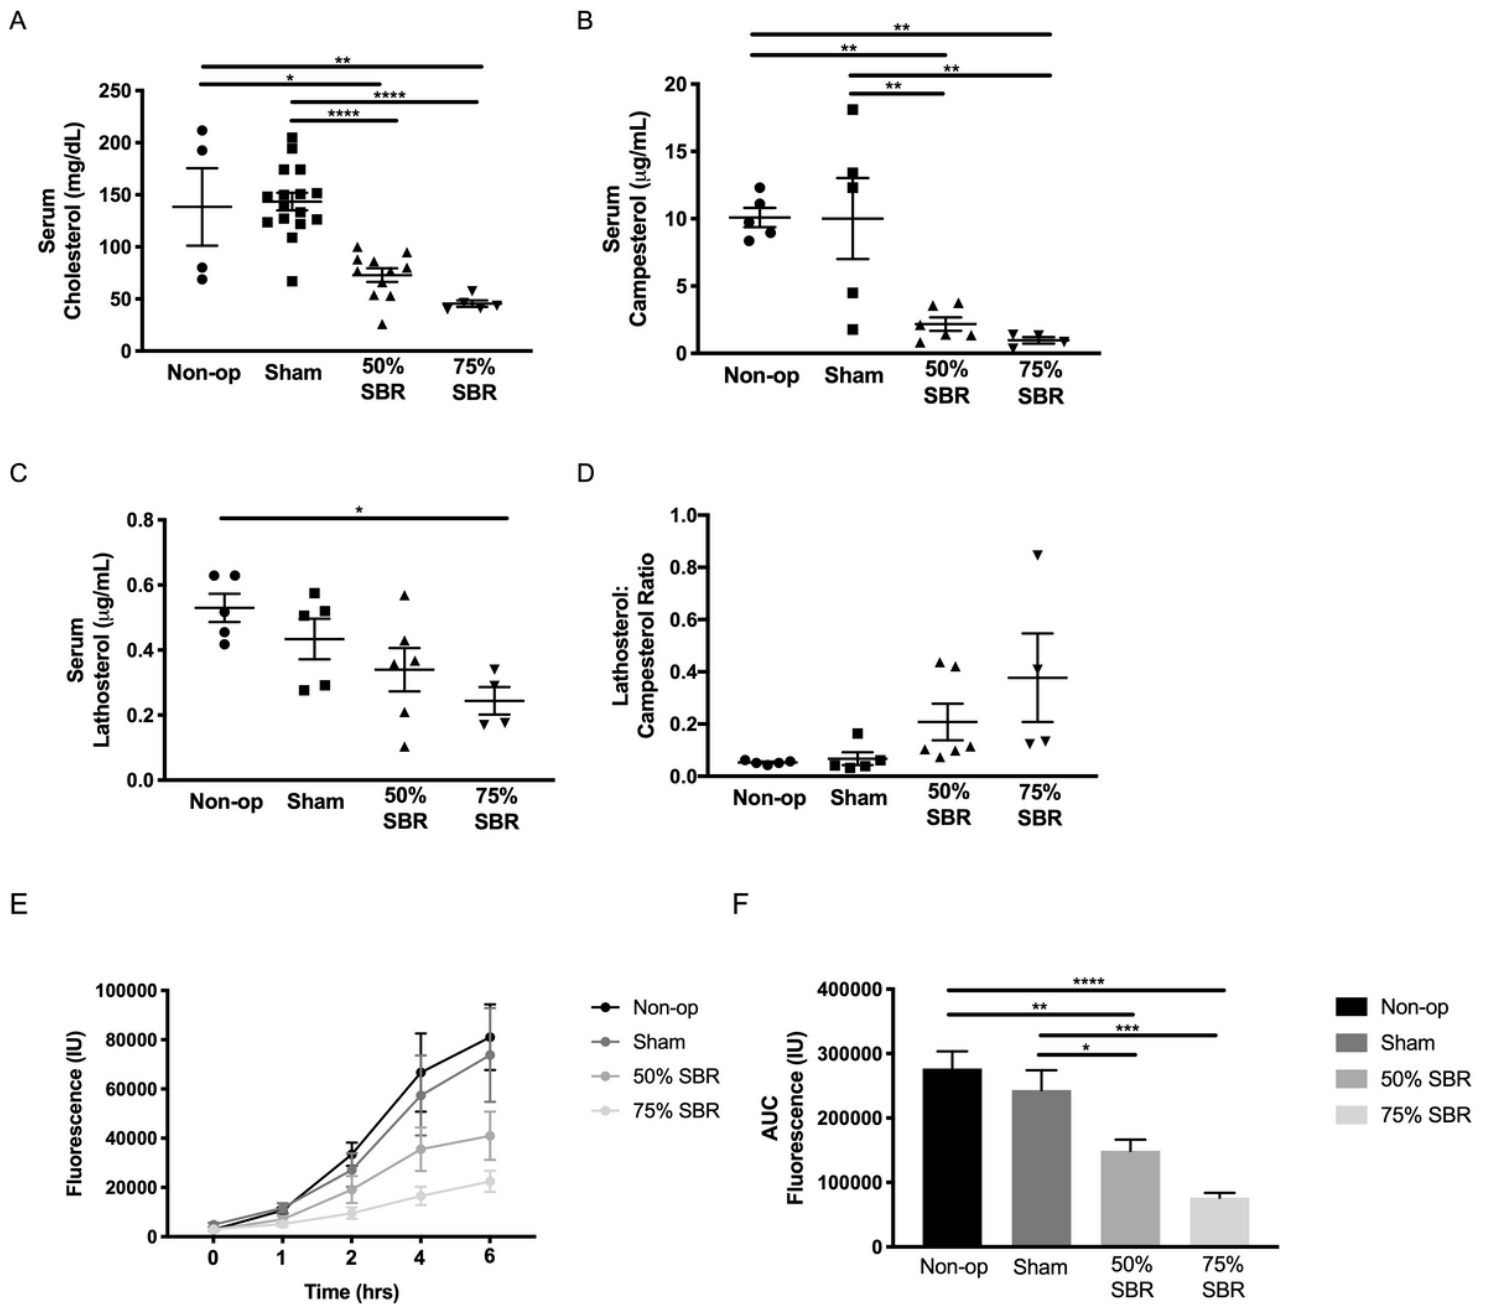 A
**
*
****
****
250
200
150
100
50
0
Serum
Cholesterol (mg/dL)
Non-op
Sham
50%
SBR
75%
SBR
B
**
**
**
**
20
15
10
5
0
Serum
Campesterol (μg/mL)
Non-op
Sham
50%
SBR
75%
SBR
C
*
0.8
0.6
0.4
0.2
0.0
Serum
Lathosterol (μg/mL)
Non-op
Sham
50%
SBR
75%
SBR
D
1.0
0.8
0.6
0.4
0.2
0.0
Lathosterol:
Campesterol Ratio
Non-op
Sham
50%
SBR
75%
SBR
E
100000
80000
60000
40000
20000
0
Fluorescence (IU)
0 1 2 4 6
Time (hrs)
Non-op
Sham
50% SBR
75% SBR
F
****
**
***
*
400000
300000
200000
100000
0
AUC
Fluorescence (IU)
Non-op
Sham
50%
SBR
75%
SBR
Non-op
Sham
50% SBR
75% SBR